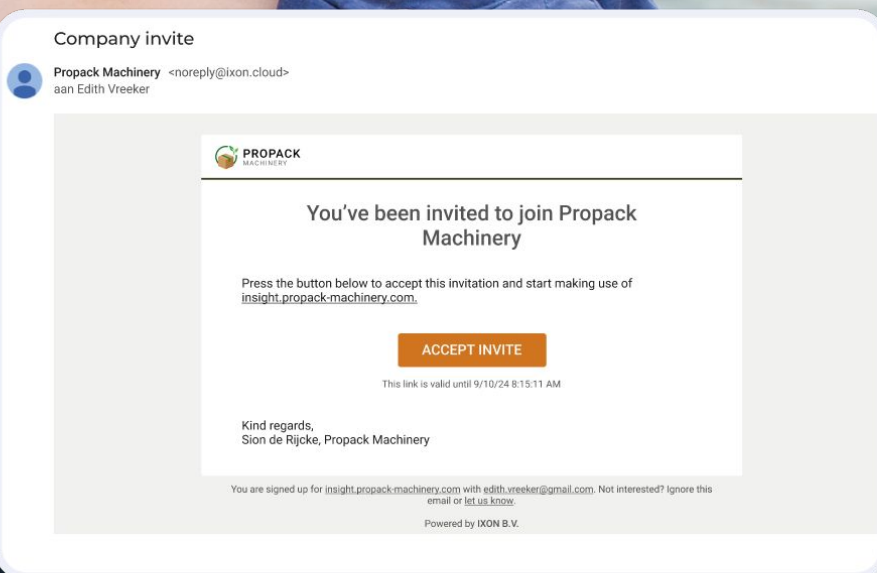 Company invite
Propack Machinery <noreply@ixon.cloud>
aan Edith Vreeker
PROPACK
MACHINERY
You've been invited to join Propack
Machinery
Press the button below to accept this invitation and start making use of
insight.propack-machinery.com.
ACCEPT INVITE
This link is valid until 9/10/24 8:15:11 AM
Kind regards,
Sion de Rijcke, Propack Machinery
You are signed up for insight.propack-machinery.com with edith.vreeker@gmail.com. Not interested? Ignore this
email or let us know.
Powered by IXON B.V.